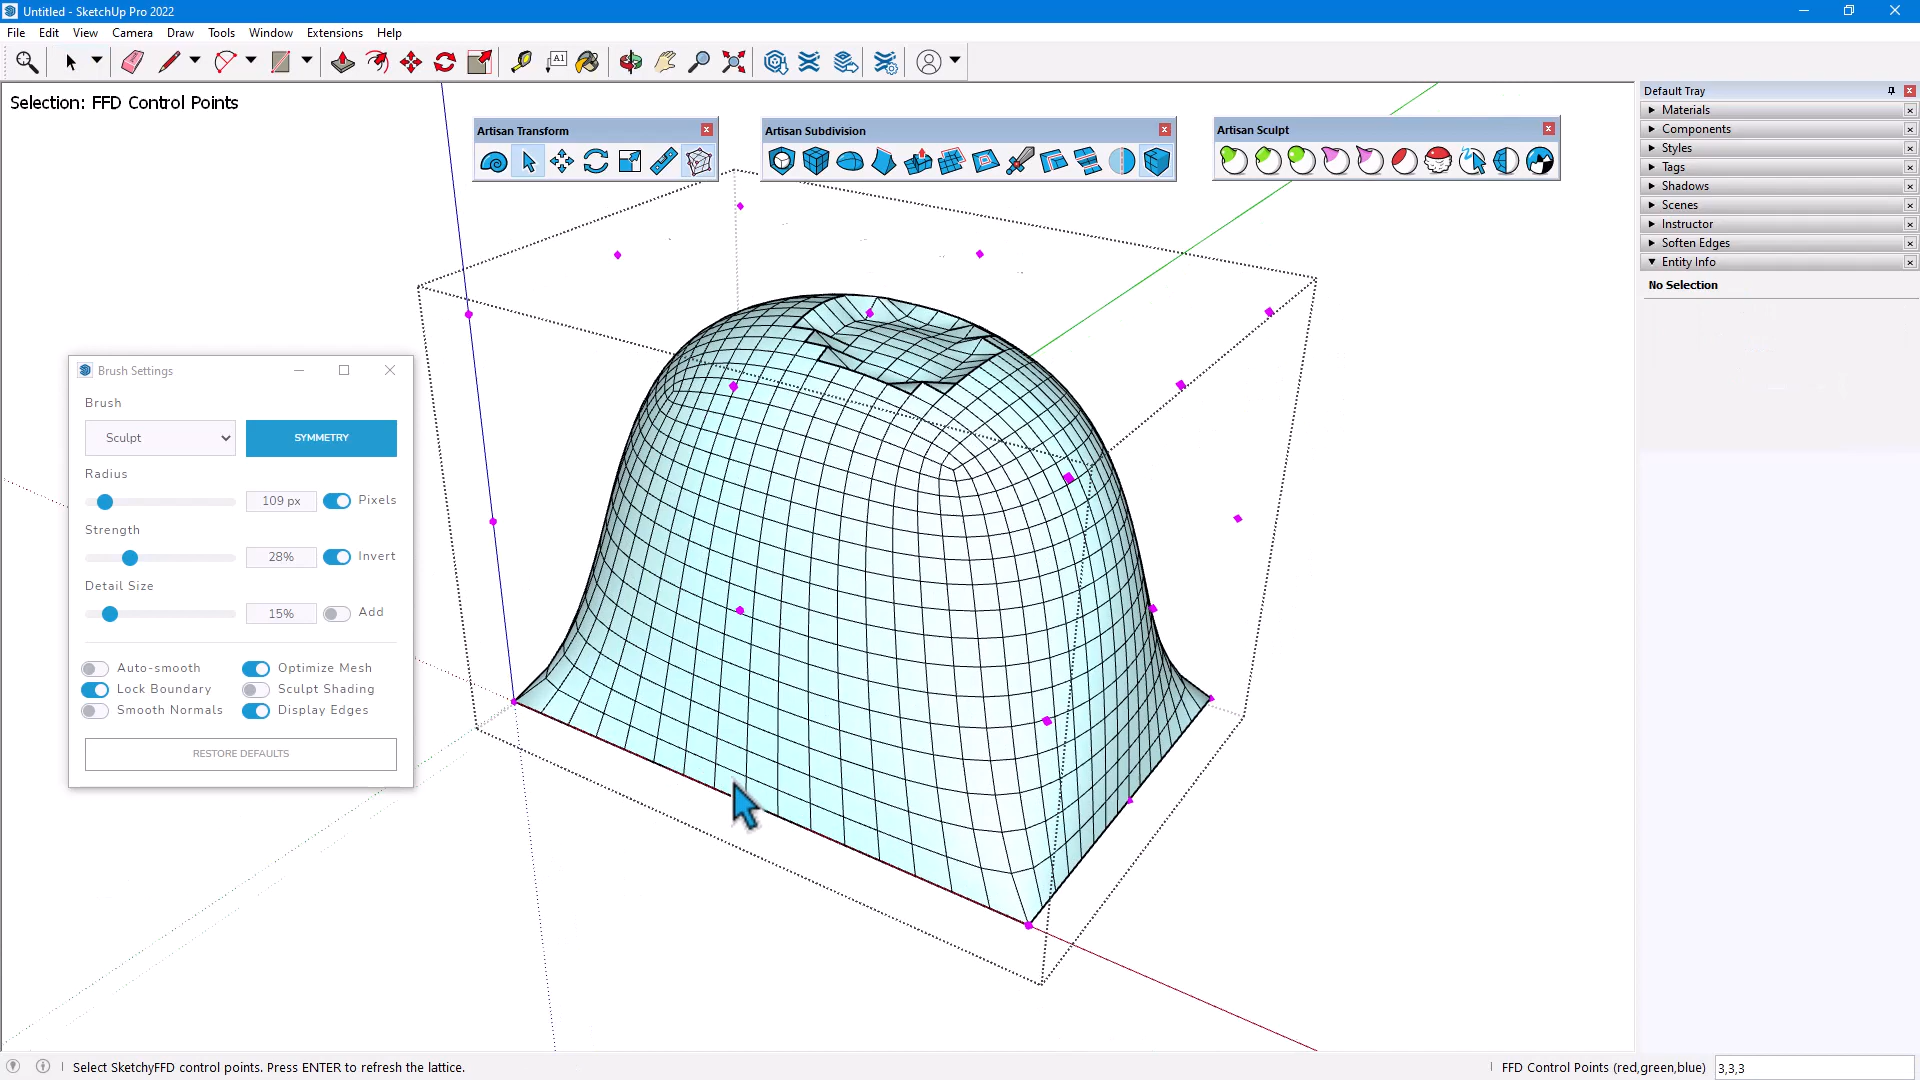 Untitled - SketchUp Pro 2022
File Edit View Camera Draw Tools Window Extensions Help
A1
Selection: FFD Control Points
Artisan Transform
Artisan Subdivision
Artisan Sculpt
Default Tray
Materials
Components
Styles
Tags
Shadows
Scenes
Instructor
Soften Edges
Entity Info
No Selection
Brush Settings
Brush
Sculpt SYMMETRY
Radius
109 px Pixels
Strength
28% Invert
Detail Size
15% Add
Auto-smooth Optimize Mesh
Lock Boundary Sculpt Shading
Smooth Normals Display Edges
RESTORE DEFAULTS
Select SketchyFFD control points. Press ENTER to refresh the lattice.
FFD Control Points (red,green,blue) 3,3,3